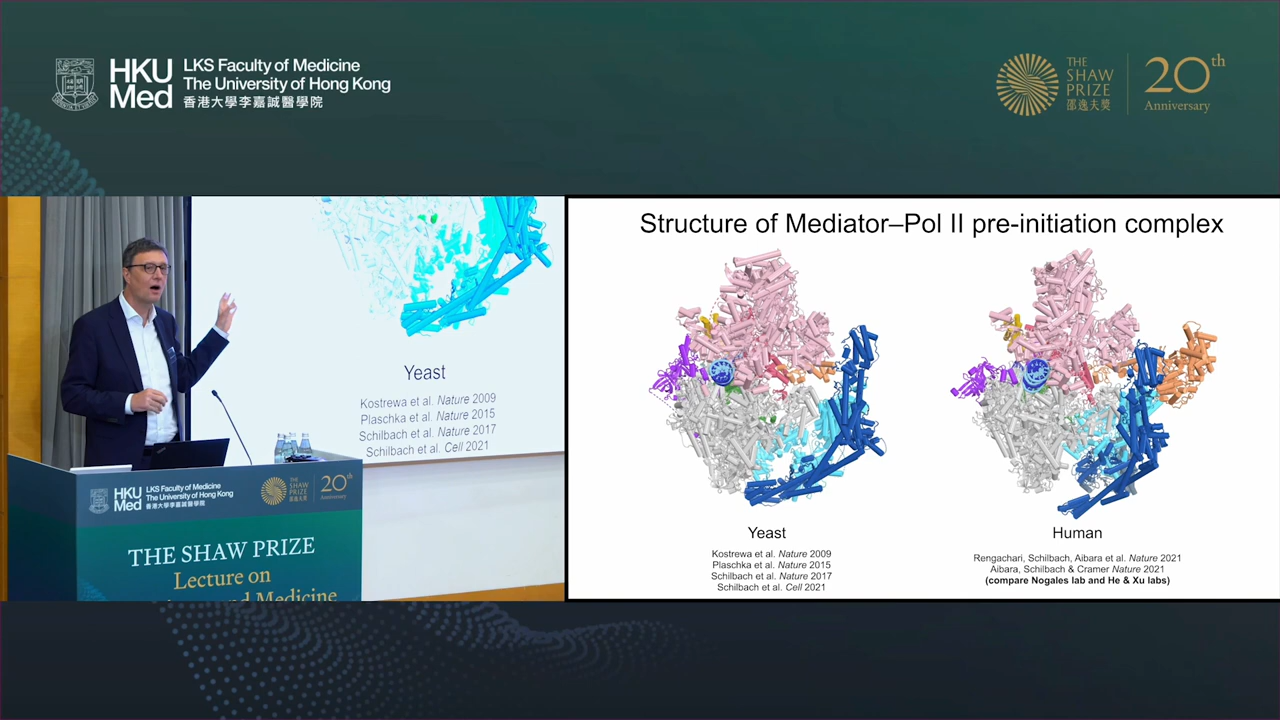 HKU
Med
LKS Faculty of Medicine
The University of Hong Kong
香港大學李嘉誠醫學院
THE
SHAW
PRIZE
邵逸夫獎
20th
Anniversary
Yeast
Kostrewa et al. Nature 2009
Plaschka et al. Nature 2015
Schilbach et al. Nature 2017
Schilbach et al. Cell 2021
HKU
Med
LKS Faculty of Medicine
The University of Hong Kong
香港大學李嘉誠醫學院
THE
SHAW
PRIZE
邵逸夫獎
20th
Anniversary
THE SHAW PRIZE
Lecture on
and Medicine
Structure of Mediator–Pol II pre-initiation complex
Yeast
Kostrewa et al. Nature 2009
Plaschka et al. Nature 2015
Schilbach et al. Nature 2017
Schilbach et al. Cell 2021
Human
Rengachari, Schilbach, Aibara et al. Nature 2021
Aibara, Schilbach & Cramer Nature 2021
(compare Nogales lab and He & Xu labs)